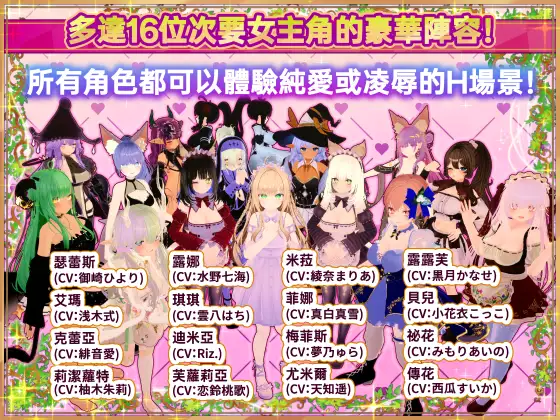 多達16位次要女主角的豪華陣容！
所有角色都可以體驗純愛或凌辱的H場景！
瑟蕾斯
(CV：御崎ひより)
露娜
(CV：水野七海)
米菈
(CV：綾奈まりあ)
露露芙
(CV：黒月かなせ)
艾瑪
(CV：浅木式)
琪琪
(CV：雲八はち)
菲娜
(CV：真白真雪)
貝兒
(CV：小花衣こっこ)
克蕾亞
(CV：緋音愛)
迪米亞
(CV：Riz.)
梅菲斯
(CV：夢乃ゆら)
祕花
(CV：みもりあいの)
莉潔蘿特
(CV：柚木朱莉)
芙蘿莉亞
(CV：恋鈴桃歌)
尤米爾
(CV：天知遥)
傳花
(CV：西瓜すいか)